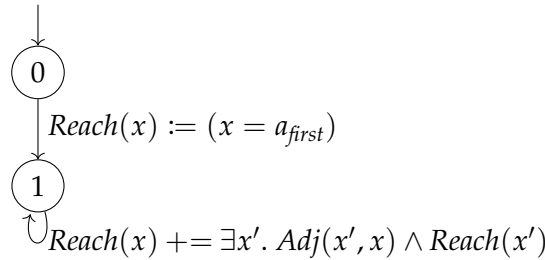 0
Reach(x) := (x = a_first)
1
Reach(x) += ∃x′. Adj(x′, x) ∧ Reach(x′)